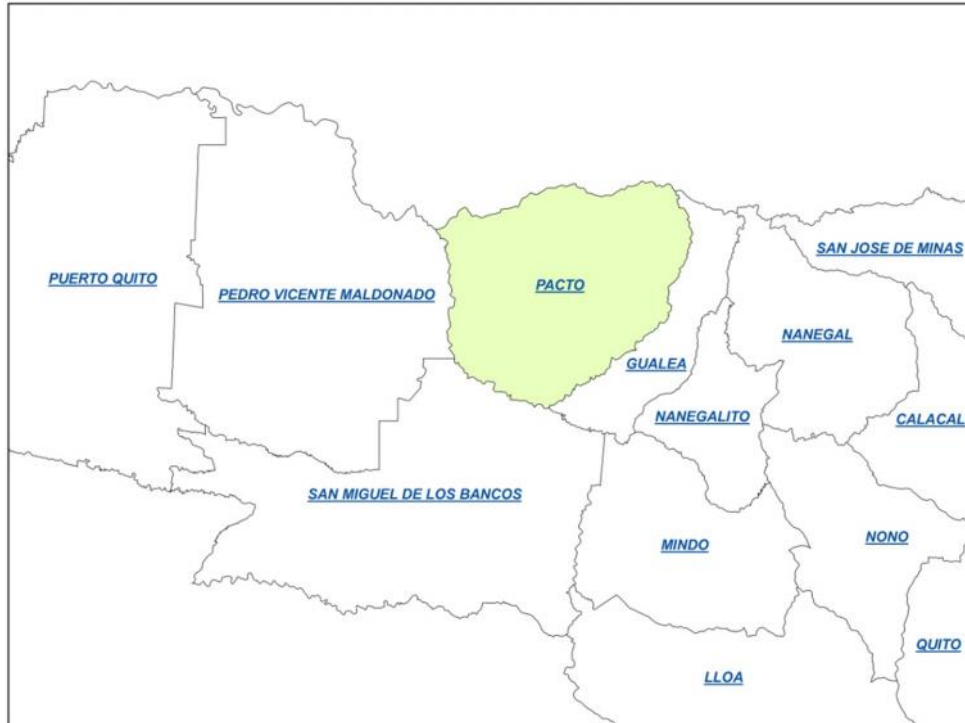 SAN JOSE DE MINAS
PUERTO QUITO
PEDRO VICENTE MALDONADO
PACTO
NANEGAL
GUALEA
NANEGALITO
CALACAL
SAN MIGUEL DE LOS BANCOS
MINDO
NONO
QUITO
LLOA